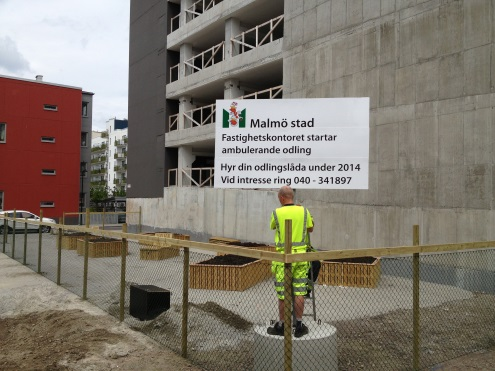 Malmö stad
Fastighetskontoret startar
ambulerande odling
Hyr din odlingslåda under 2014
Vid intresse ring 040 - 341897